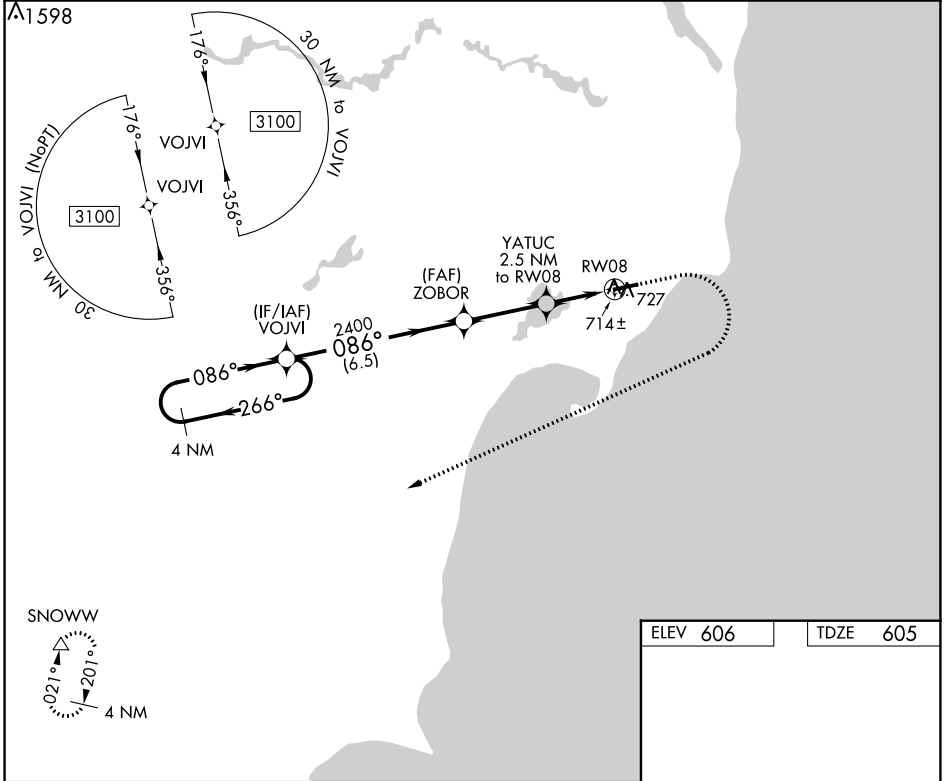 1598
176°
30 NM to VOJVI
3100
VOJVI
356°
176°
30 NM to VOJVI (NoPT)
VOJVI
3100
356°
YATUC
2.5 NM
to RW08
RW08
(FAF)
ZOBOR
727
714±
(IF/IAF)
VOJVI
2400
086°
(6.5)
086°
266°
4 NM
SNOWW
021°
201°
4 NM
ELEV 606
TDZE 605